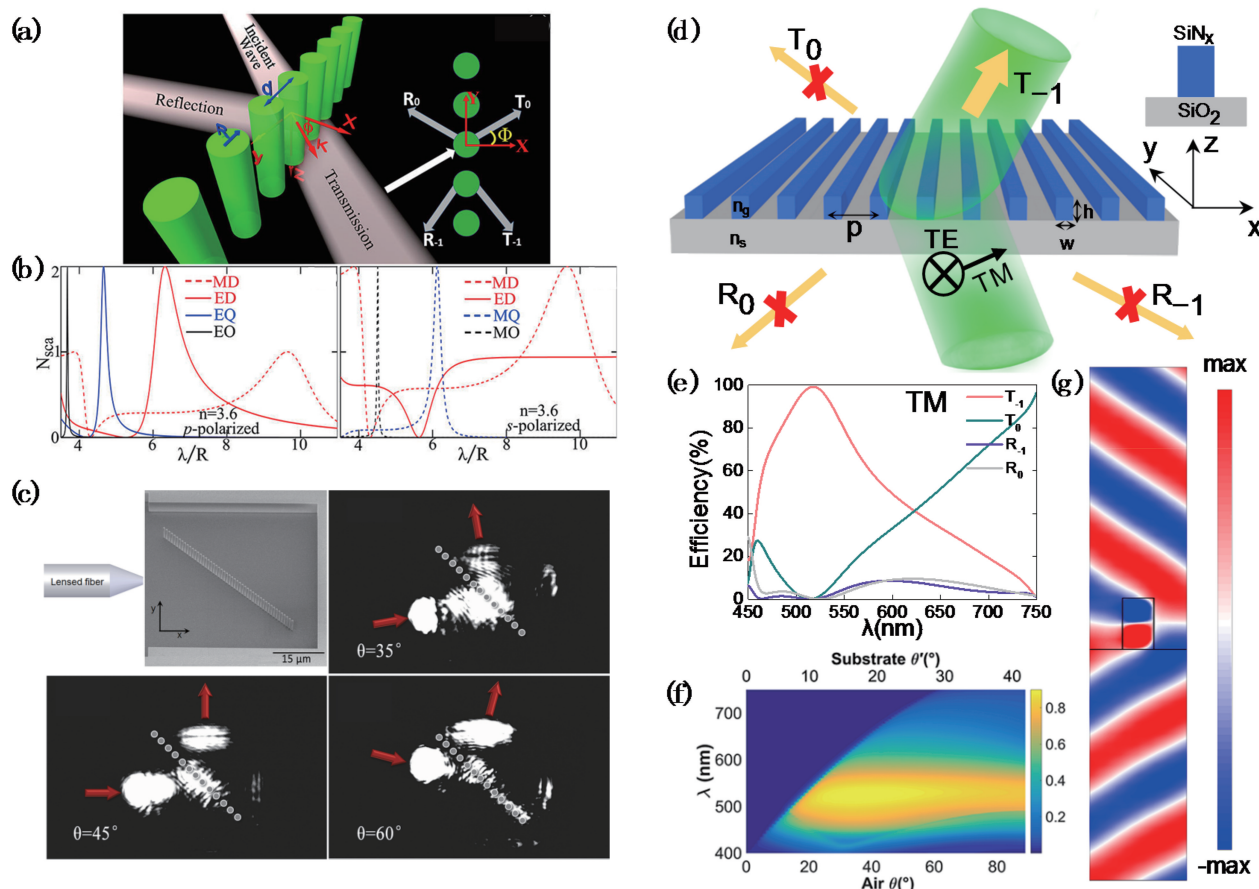 (a)
Incident
Wave
Reflection
Transmission
d
R
y
x
k
z
Φ
R₀
Y
T₀
Φ
X
R₋₁
T₋₁
(b)
2
1
0
Nsca
MD
ED
EQ
EO
n=3.6
p-polarized
4 6 8 10
λ/R
MD
ED
MQ
MO
n=3.6
s-polarized
4 6 8 10
λ/R
(c)
Lensed fiber
y
x
15 μm
θ=35°
θ=45°
θ=60°
(d)
T₀
T₋₁
SiNₓ
SiO₂
z
y
x
n_g
n_s
p
h
w
TE
TM
R₀
R₋₁
(e)
TM
T₋₁
T₀
R₋₁
R₀
Efficiency(%)
100
80
60
40
20
0
450 500 550 600 650 700 750
λ(nm)
(f)
Substrate θ'(°)
0 10 20 30 40
700
600
500
400
λ (nm)
0 20 40 60 80
Air θ(°)
0.8
0.6
0.4
0.2
(g)
max
-max